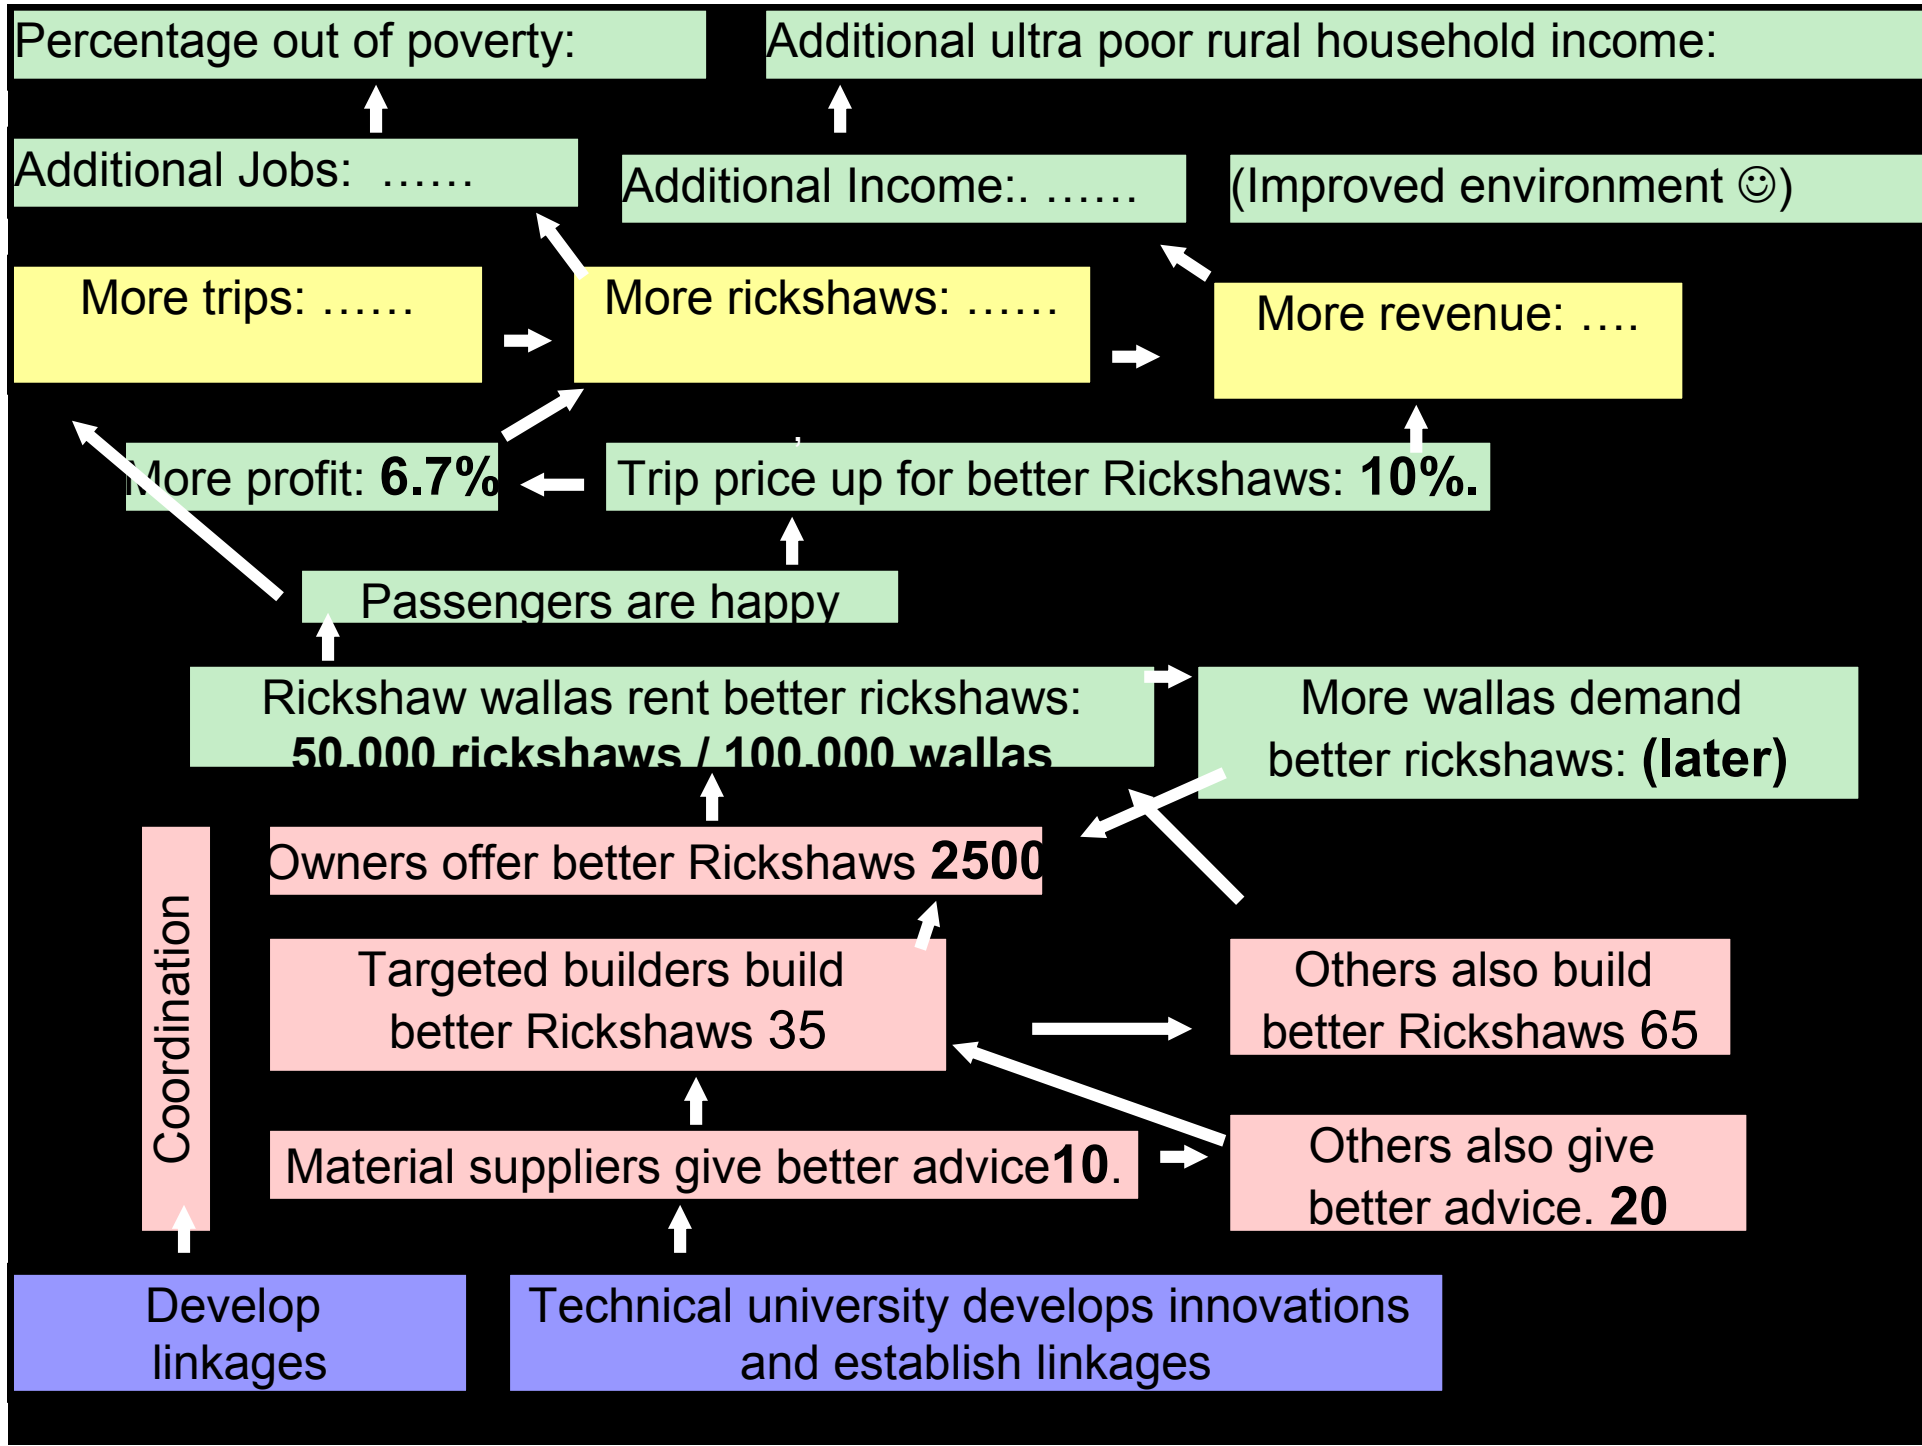 Percentage out of poverty:
Additional ultra poor rural household income:
Additional Jobs: ……
Additional Income:. ……
(Improved environment ☺)
More trips: ……
More rickshaws: ……
More revenue: ….
,
More profit: 6.7%
Trip price up for better Rickshaws: 10%.
Passengers are happy
Rickshaw wallas rent better rickshaws:
50.000 rickshaws / 100.000 wallas
More wallas demand
better rickshaws: (later)
Coordination
Owners offer better Rickshaws 2500
Targeted builders build
better Rickshaws 35
Others also build
better Rickshaws 65
Material suppliers give better advice10.
Others also give
better advice. 20
Develop
linkages
Technical university develops innovations
and establish linkages